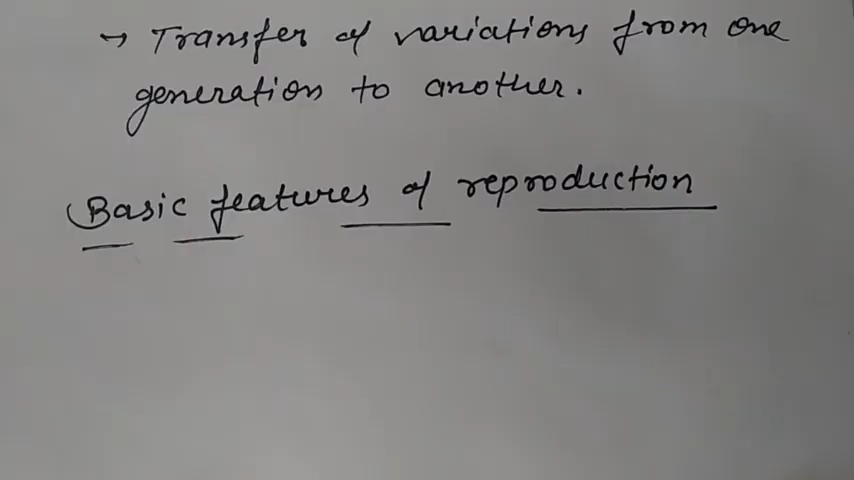 → Transfer of variations from one
generation to another.
Basic features of reproduction